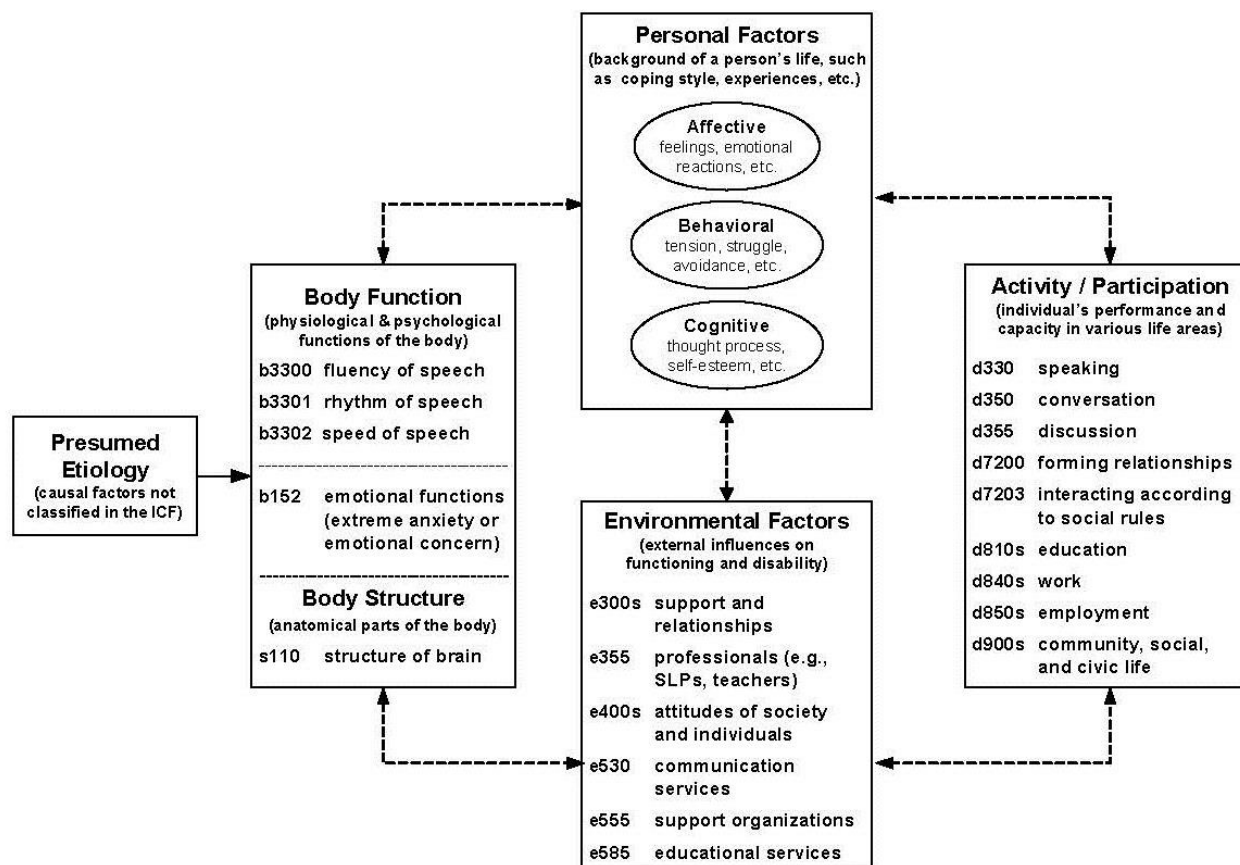 Personal Factors
(background of a person's life, such
as coping style, experiences, etc.)
Affective
feelings, emotional
reactions, etc.
Behavioral
tension, struggle,
avoidance, etc.
Cognitive
thought process,
self-esteem, etc.
Presumed
Etiology
(causal factors not
classified in the ICF)
Body Function
(physiological & psychological
functions of the body)
b3300 fluency of speech
b3301 rhythm of speech
b3302 speed of speech
b152 emotional functions
(extreme anxiety or
emotional concern)
Body Structure
(anatomical parts of the body)
s110 structure of brain
Environmental Factors
(external influences on
functioning and disability)
e300s support and
relationships
e355 professionals (e.g.,
SLPs, teachers)
e400s attitudes of society
and individuals
e530 communication
services
e555 support organizations
e585 educational services
Activity / Participation
(individual's performance and
capacity in various life areas)
d330 speaking
d350 conversation
d355 discussion
d7200 forming relationships
d7203 interacting according
to social rules
d810s education
d840s work
d850s employment
d900s community, social,
and civic life